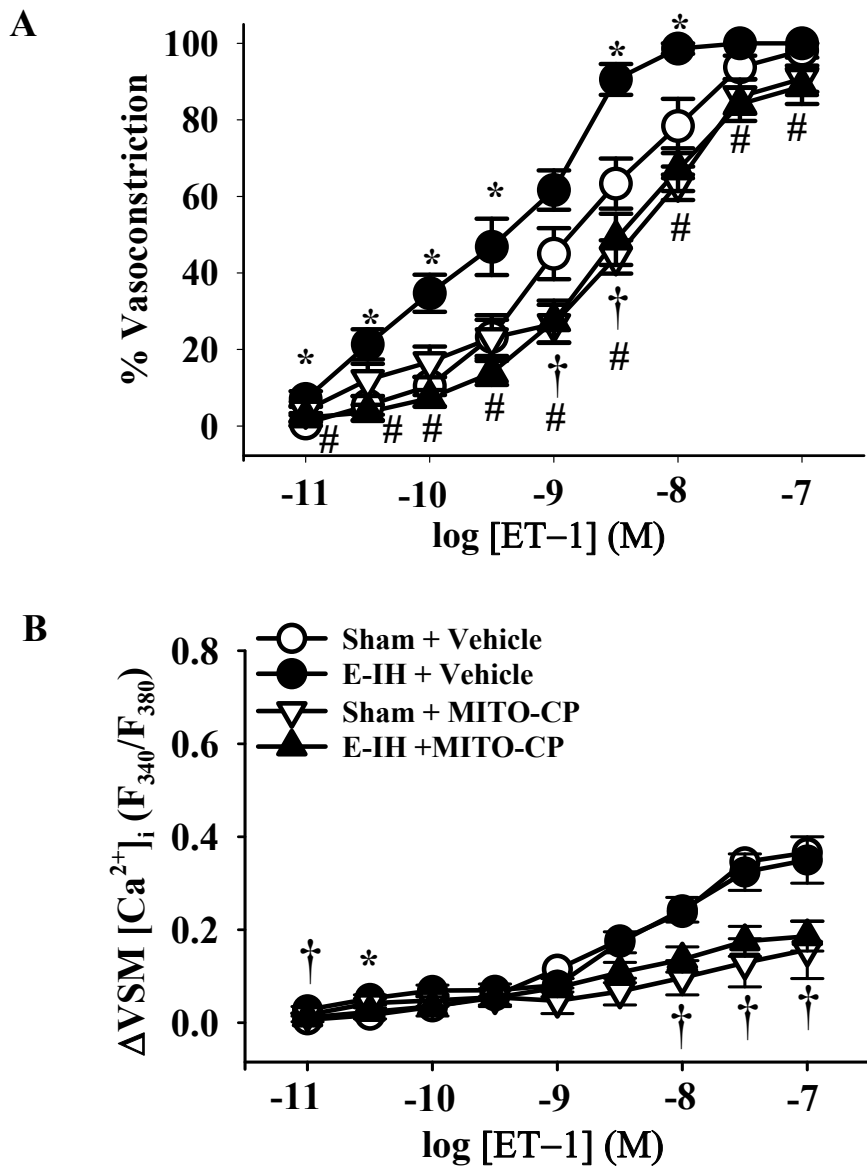 A
% Vasoconstriction
100
80
60
40
20
0
* * * * * * *
# # # # # # # # #
† †
-11 -10 -9 -8 -7
log [ET−1] (M)
B
ΔVSM [Ca2+]i (F340/F380)
0.8
0.6
0.4
0.2
0.0
Sham + Vehicle
E-IH + Vehicle
Sham + MITO-CP
E-IH +MITO-CP
† *
† † †
-11 -10 -9 -8 -7
log [ET−1] (M)